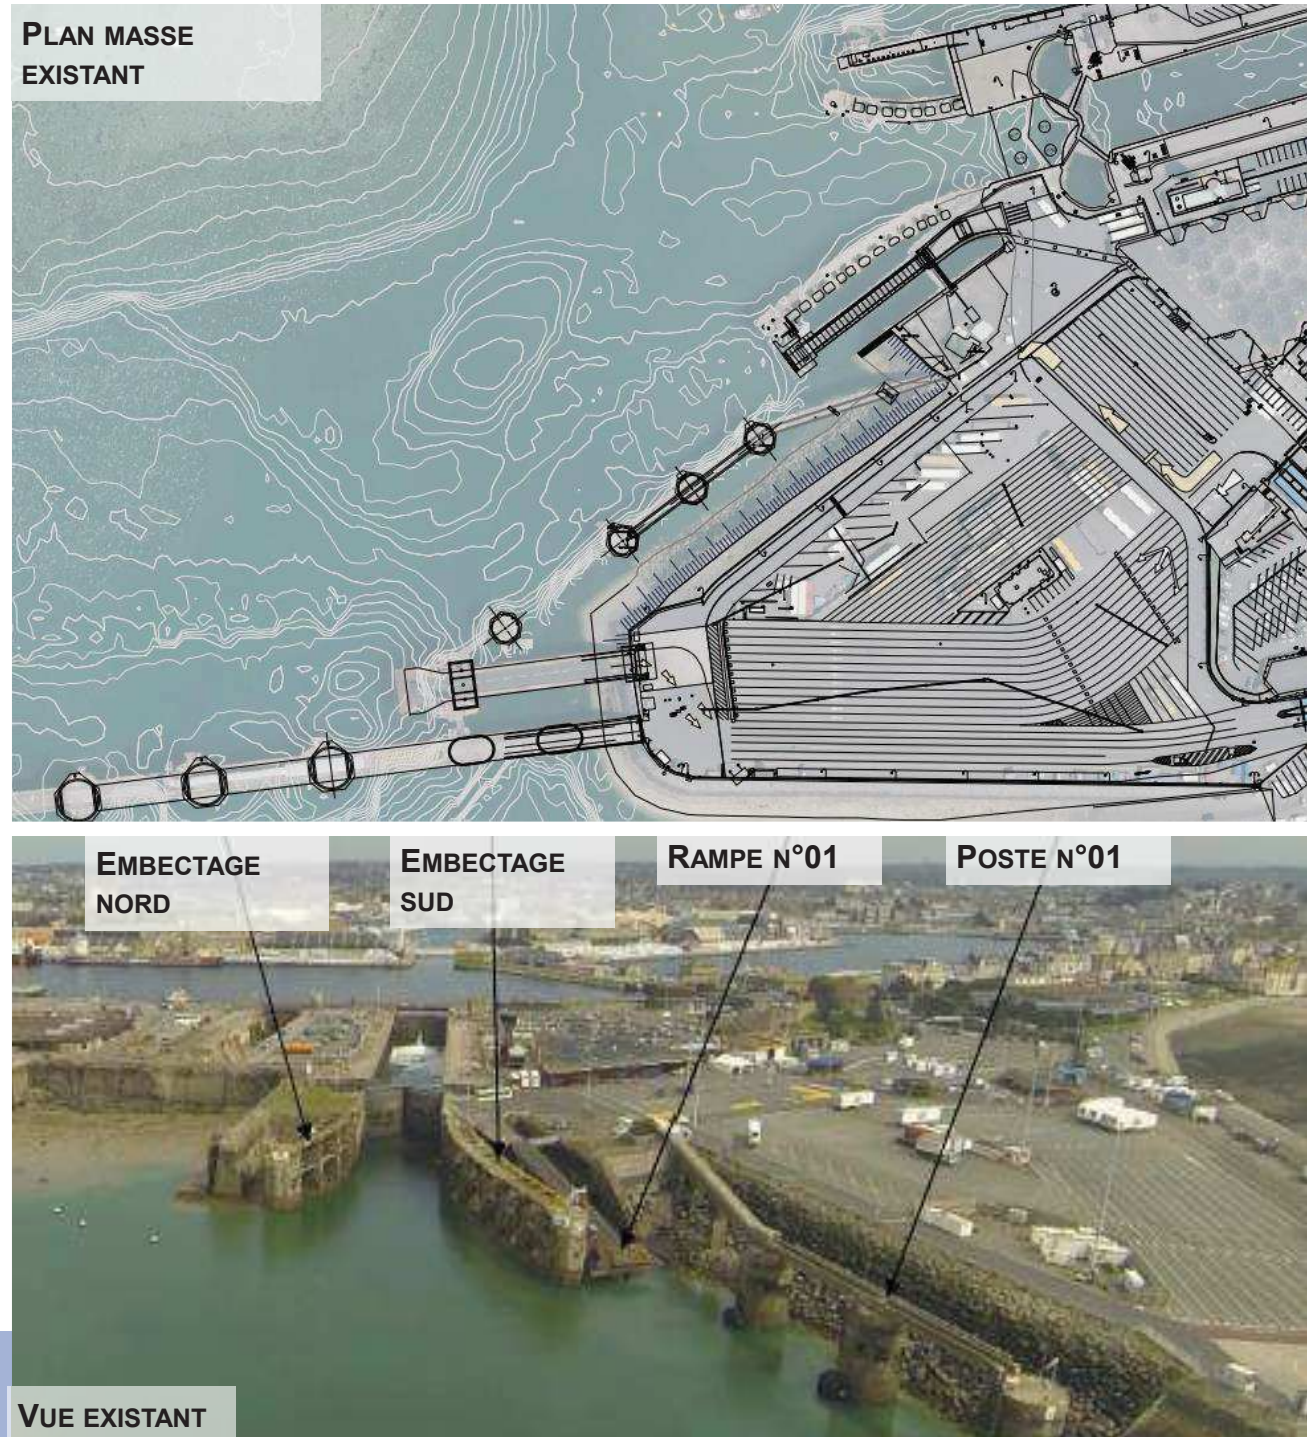 PLAN MASSE
EXISTANT
EMBECTAGE
NORD
EMBECTAGE
SUD
RAMPE N°01
POSTE N°01
VUE EXISTANT